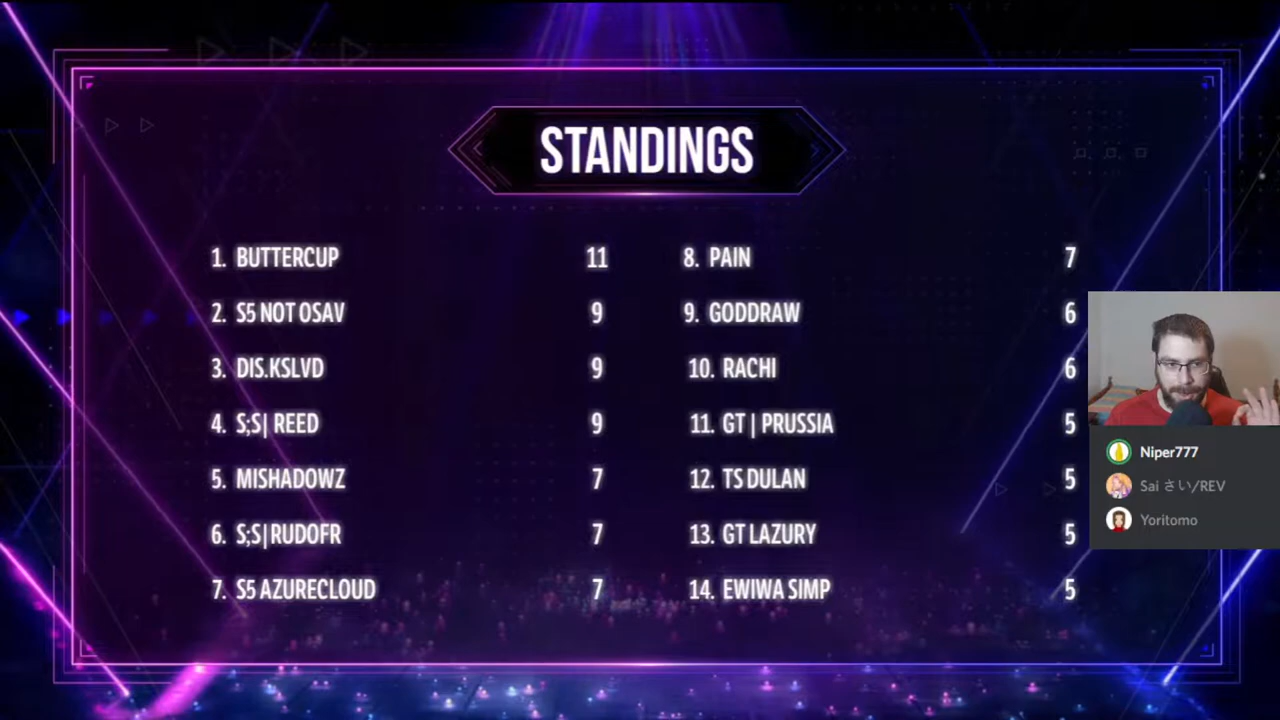 STANDINGS
1. BUTTERCUP 11
2. S5 NOT OSAV 9
3. DIS.KSLVD 9
4. S;S| REED 9
5. MISHADOWZ 7
6. S;S|RUDOFR 7
7. S5 AZURECLOUD 7
8. PAIN 7
9. GODDRAW 6
10. RACHI 6
11. GT | PRUSSIA 5
12. TS DULAN 5
13. GT LAZURY 5
14. EWIWA SIMP 5
Niper777
Sai さい/REV
Yoritomo